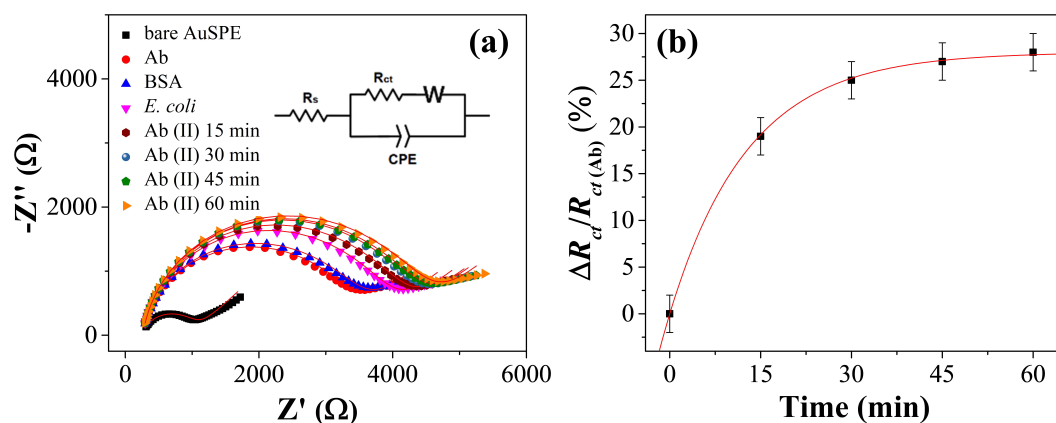 (a)
bare AuSPE
Ab
BSA
E. coli
Ab (II) 15 min
Ab (II) 30 min
Ab (II) 45 min
Ab (II) 60 min
Rs
Rct
W
CPE
-Z'' (Ω)
4000
2000
0
0 2000 4000 6000
Z' (Ω)
(b)
ΔRct/Rct (Ab) (%)
30
25
20
15
10
5
0
0 15 30 45 60
Time (min)